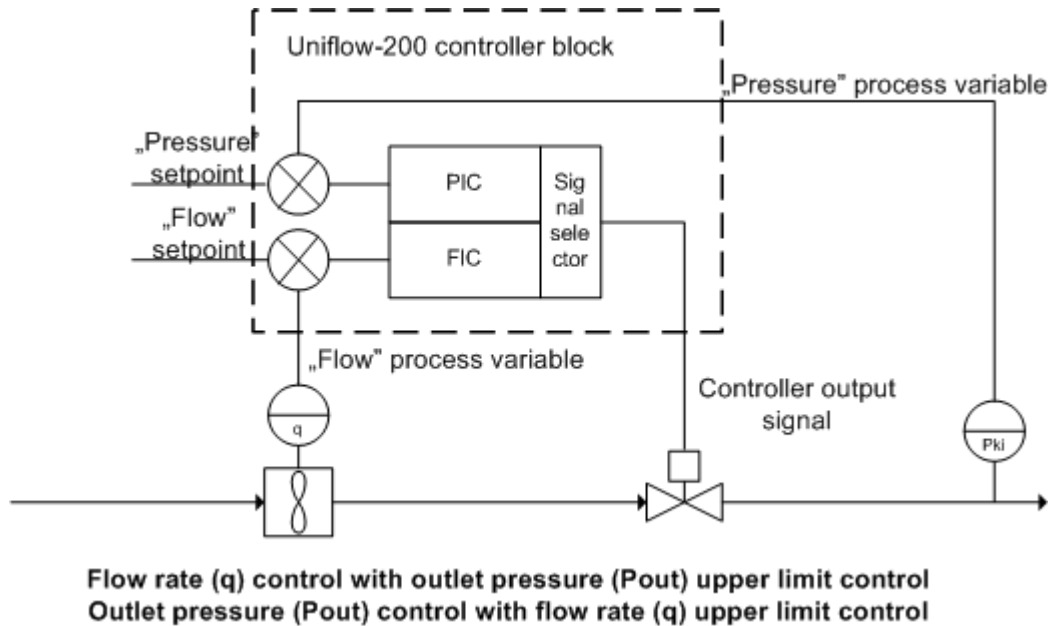 Uniflow-200 controller block
„Pressure” process variable
„Pressure”
setpoint
„Flow”
setpoint
PIC
FIC
Sig
nal
sele
ctor
„Flow” process variable
Controller output
signal
q
Pki
Flow rate (q) control with outlet pressure (Pout) upper limit control
Outlet pressure (Pout) control with flow rate (q) upper limit control